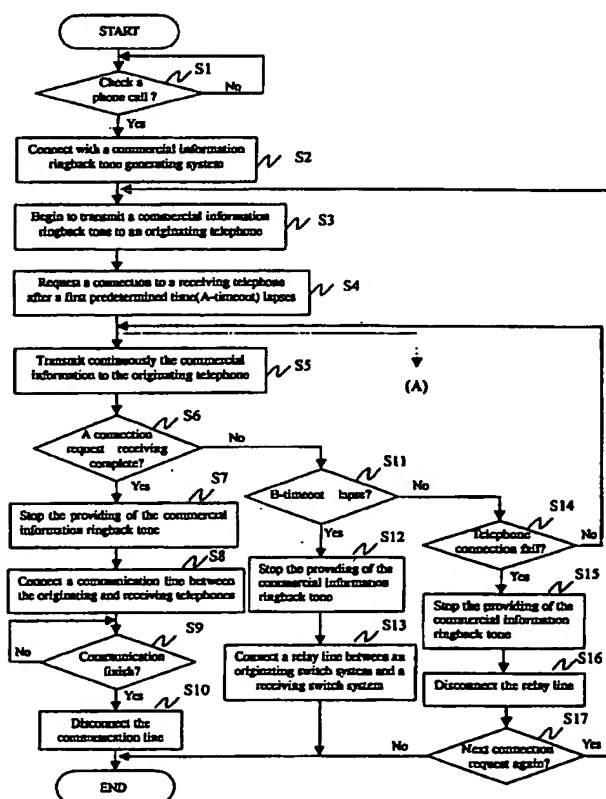 START
S1
Check a
phone call ?
No
Yes
Connect with a commercial information
ringback tone generating system
S2
Begin to transmit a commercial information
ringback tone to an originating telephone
S3
Request a connection to a receiving telephone
after a first predetermined time(A-timeout) lapses
S4
Transmit continuously the commercial
information to the originating telephone
S5
(A)
S6
A connection
request receiving
complete?
No
Yes
S7
Stop the providing of the commercial
information ringback tone
S8
Connect a communication line between
the originating and receiving telephones
S9
No
Communication
finish?
Yes
S10
Disconnect the
communication line
END
S11
B-timeout lapse?
No
Yes
S12
Stop the providing of the
commercial information
ringback tone
S13
Connect a relay line between an
originating switch system and a
receiving switch system
S14
Telephone
connection fail?
No
Yes
S15
Stop the providing of the
commercial information
ringback tone
S16
Disconnect the relay line
S17
No
Next connection
request again?
Yes